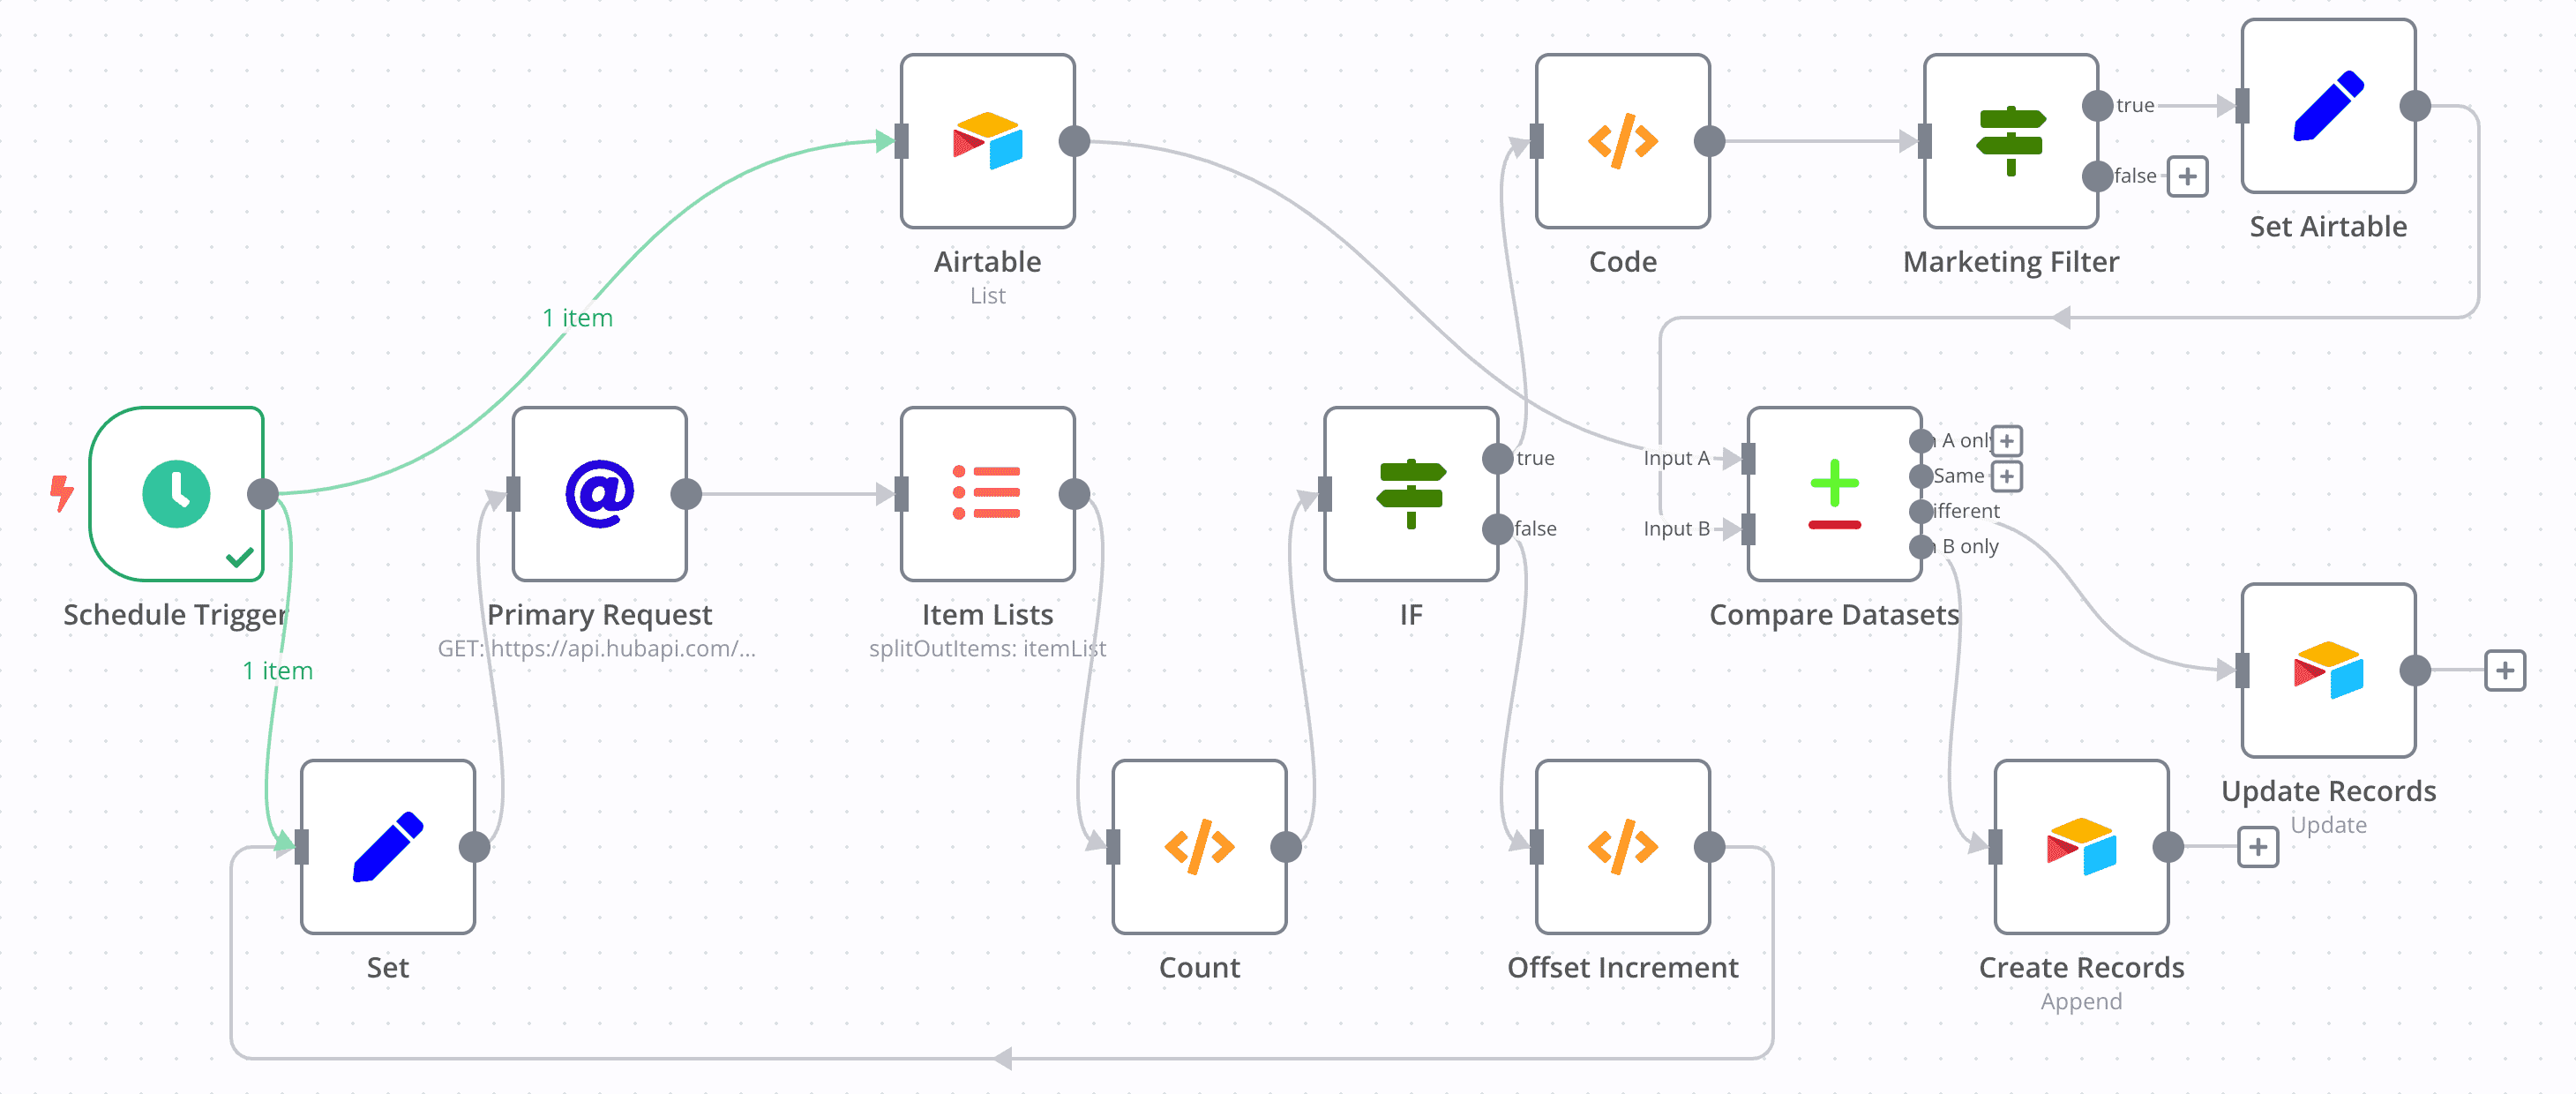 true
false
Set Airtable
Airtable
List
Code
Marketing Filter
1 item
Schedule Trigger
1 item
Primary Request
GET: https://api.hubapi.com/...
Item Lists
splitOutItems: itemList
true
false
IF
Input A
Input B
A only
Same
ifferent
B only
Compare Datasets
Update Records
Update
Set
Count
Offset Increment
Create Records
Append